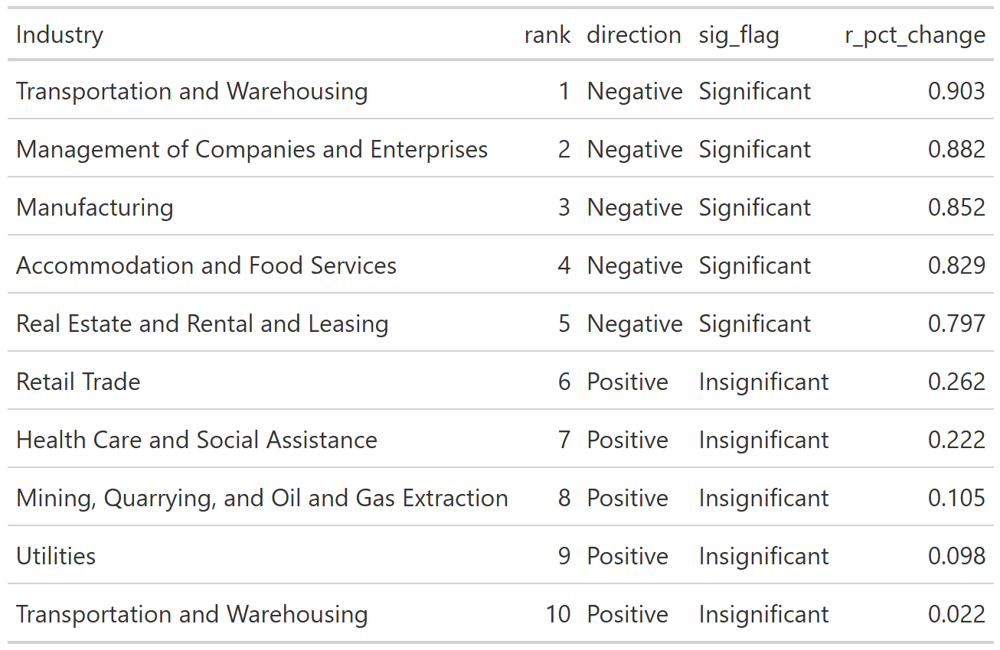 Industry rank direction sig_flag r_pct_change
Transportation and Warehousing 1 Negative Significant 0.903
Management of Companies and Enterprises 2 Negative Significant 0.882
Manufacturing 3 Negative Significant 0.852
Accommodation and Food Services 4 Negative Significant 0.829
Real Estate and Rental and Leasing 5 Negative Significant 0.797
Retail Trade 6 Positive Insignificant 0.262
Health Care and Social Assistance 7 Positive Insignificant 0.222
Mining, Quarrying, and Oil and Gas Extraction 8 Positive Insignificant 0.105
Utilities 9 Positive Insignificant 0.098
Transportation and Warehousing 10 Positive Insignificant 0.022